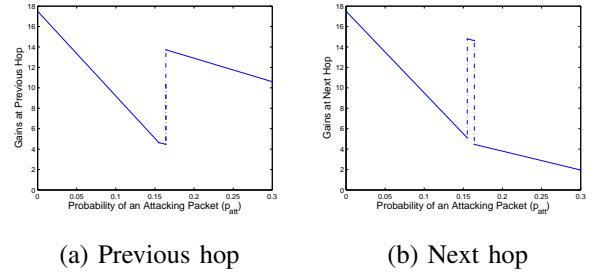 18
16
14
12
10
8
6
4
2
0
Gains at Previous Hop
0 0.05 0.1 0.15 0.2 0.25 0.3
Probability of an Attacking Packet (p_att)
(a) Previous hop
18
16
14
12
10
8
6
4
2
0
Gains at Next Hop
0 0.05 0.1 0.15 0.2 0.25 0.3
Probability of an Attacking Packet (p_att)
(b) Next hop